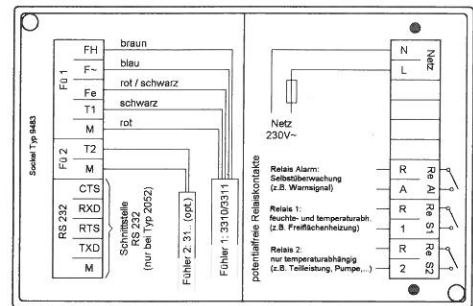 Sockel Typ 9483
Fü 1
FH
braun
F~
blau
Fe
rot / schwarz
T1
schwarz
M
rot
Fü 2
T2
M
RS 232
CTS
RXD
RTS
TXD
M
Schnittstelle
RS 232
(nur bei Typ 2052)
Fühler 2: 31.. (opt.)
Fühler 1: 3310/3311
N
L
Netz
Netz
230V~
potentialfreie Relaiskontakte
Relais Alarm:
Selbstüberwachung
(z.B. Warnsignal)
R
A
Re Al
Relais 1:
feuchte- und temperaturabh.
(z.B. Freiflächenheizung)
R
1
Re S1
Relais 2:
nur temperaturabhängig
(z.B. Teilleistung, Pumpe,...)
R
2
Re S2